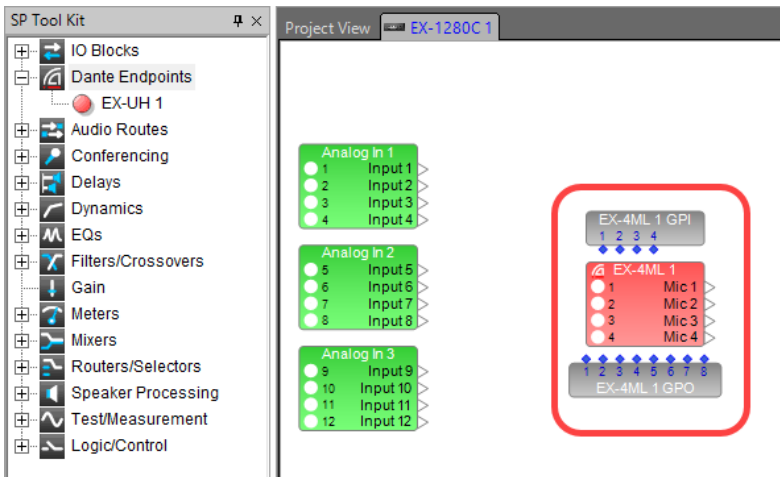 SP Tool Kit
IO Blocks
Dante Endpoints
EX-UH 1
Audio Routes
Conferencing
Delays
Dynamics
EQs
Filters/Crossovers
Gain
Meters
Mixers
Routers/Selectors
Speaker Processing
Test/Measurement
Logic/Control
Project View EX-1280C 1
Analog In 1
1 Input 1
2 Input 2
3 Input 3
4 Input 4
Analog In 2
5 Input 5
6 Input 6
7 Input 7
8 Input 8
Analog In 3
9 Input 9
10 Input 10
11 Input 11
12 Input 12
EX-4ML 1 GPI
1 2 3 4
EX-4ML 1
1 Mic 1
2 Mic 2
3 Mic 3
4 Mic 4
1 2 3 4 5 6 7 8
EX-4ML 1 GPO